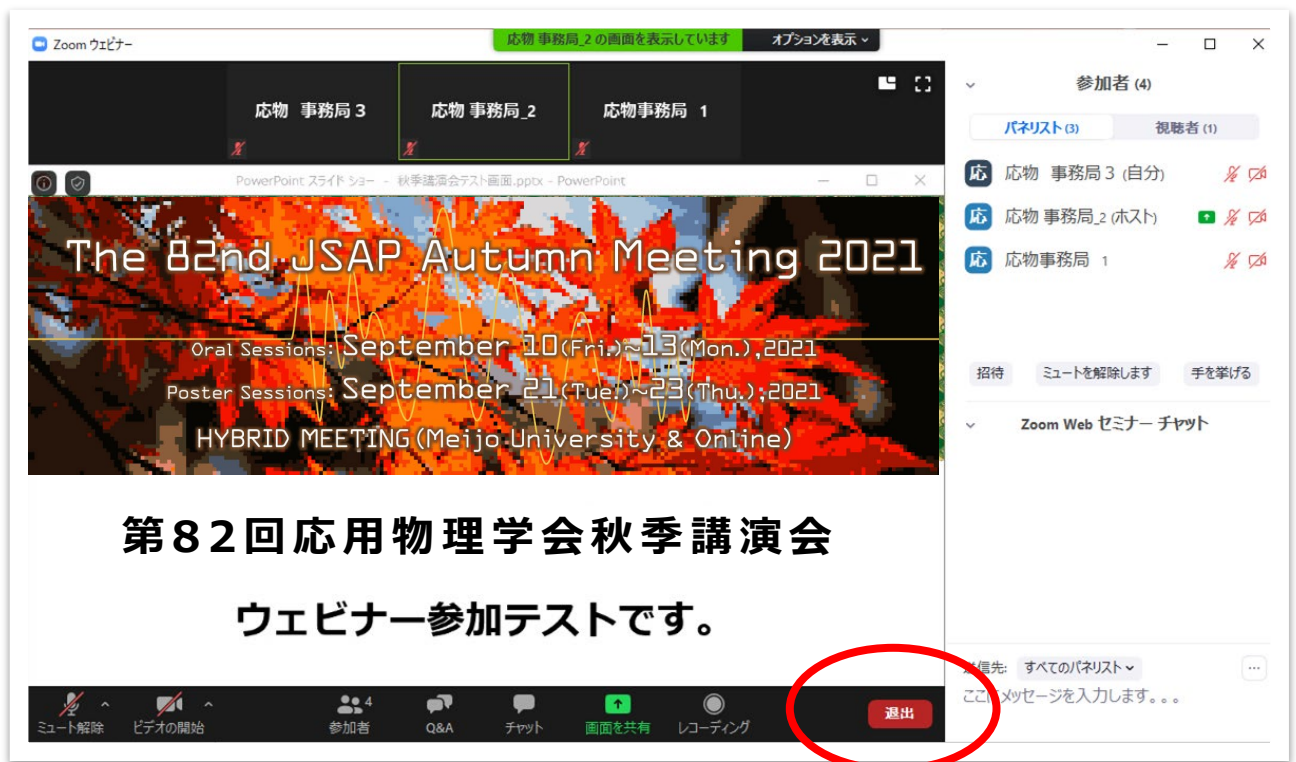 Zoom ウェビナー
応物 事務局_2 の画面を表示しています オプションを表示
応物 事務局 3
応物 事務局_2
応物事務局 1
PowerPoint スライド ショー - 秋季講演会テスト画面.pptx - PowerPoint
The 82nd JSAP Autumn Meeting 2021
Oral Sessions: September 10(Fri.)~13(Mon.),2021
Poster Sessions: September 21(Tue.)~23(Thu.),2021
HYBRID MEETING(Meijo University & Online)
第82回応用物理学会秋季講演会
ウェビナー参加テストです。
ミュート解除
ビデオの開始
4
参加者
Q&A
チャット
画面を共有
レコーディング
退出
参加者 (4)
パネリスト (3) 視聴者 (1)
応 応物 事務局 3 (自分)
応 応物 事務局_2 (ホスト)
応 応物事務局 1
招待 ミュートを解除します 手を挙げる
Zoom Web セミナー チャット
送信先: すべてのパネリスト
ここにメッセージを入力します。。。